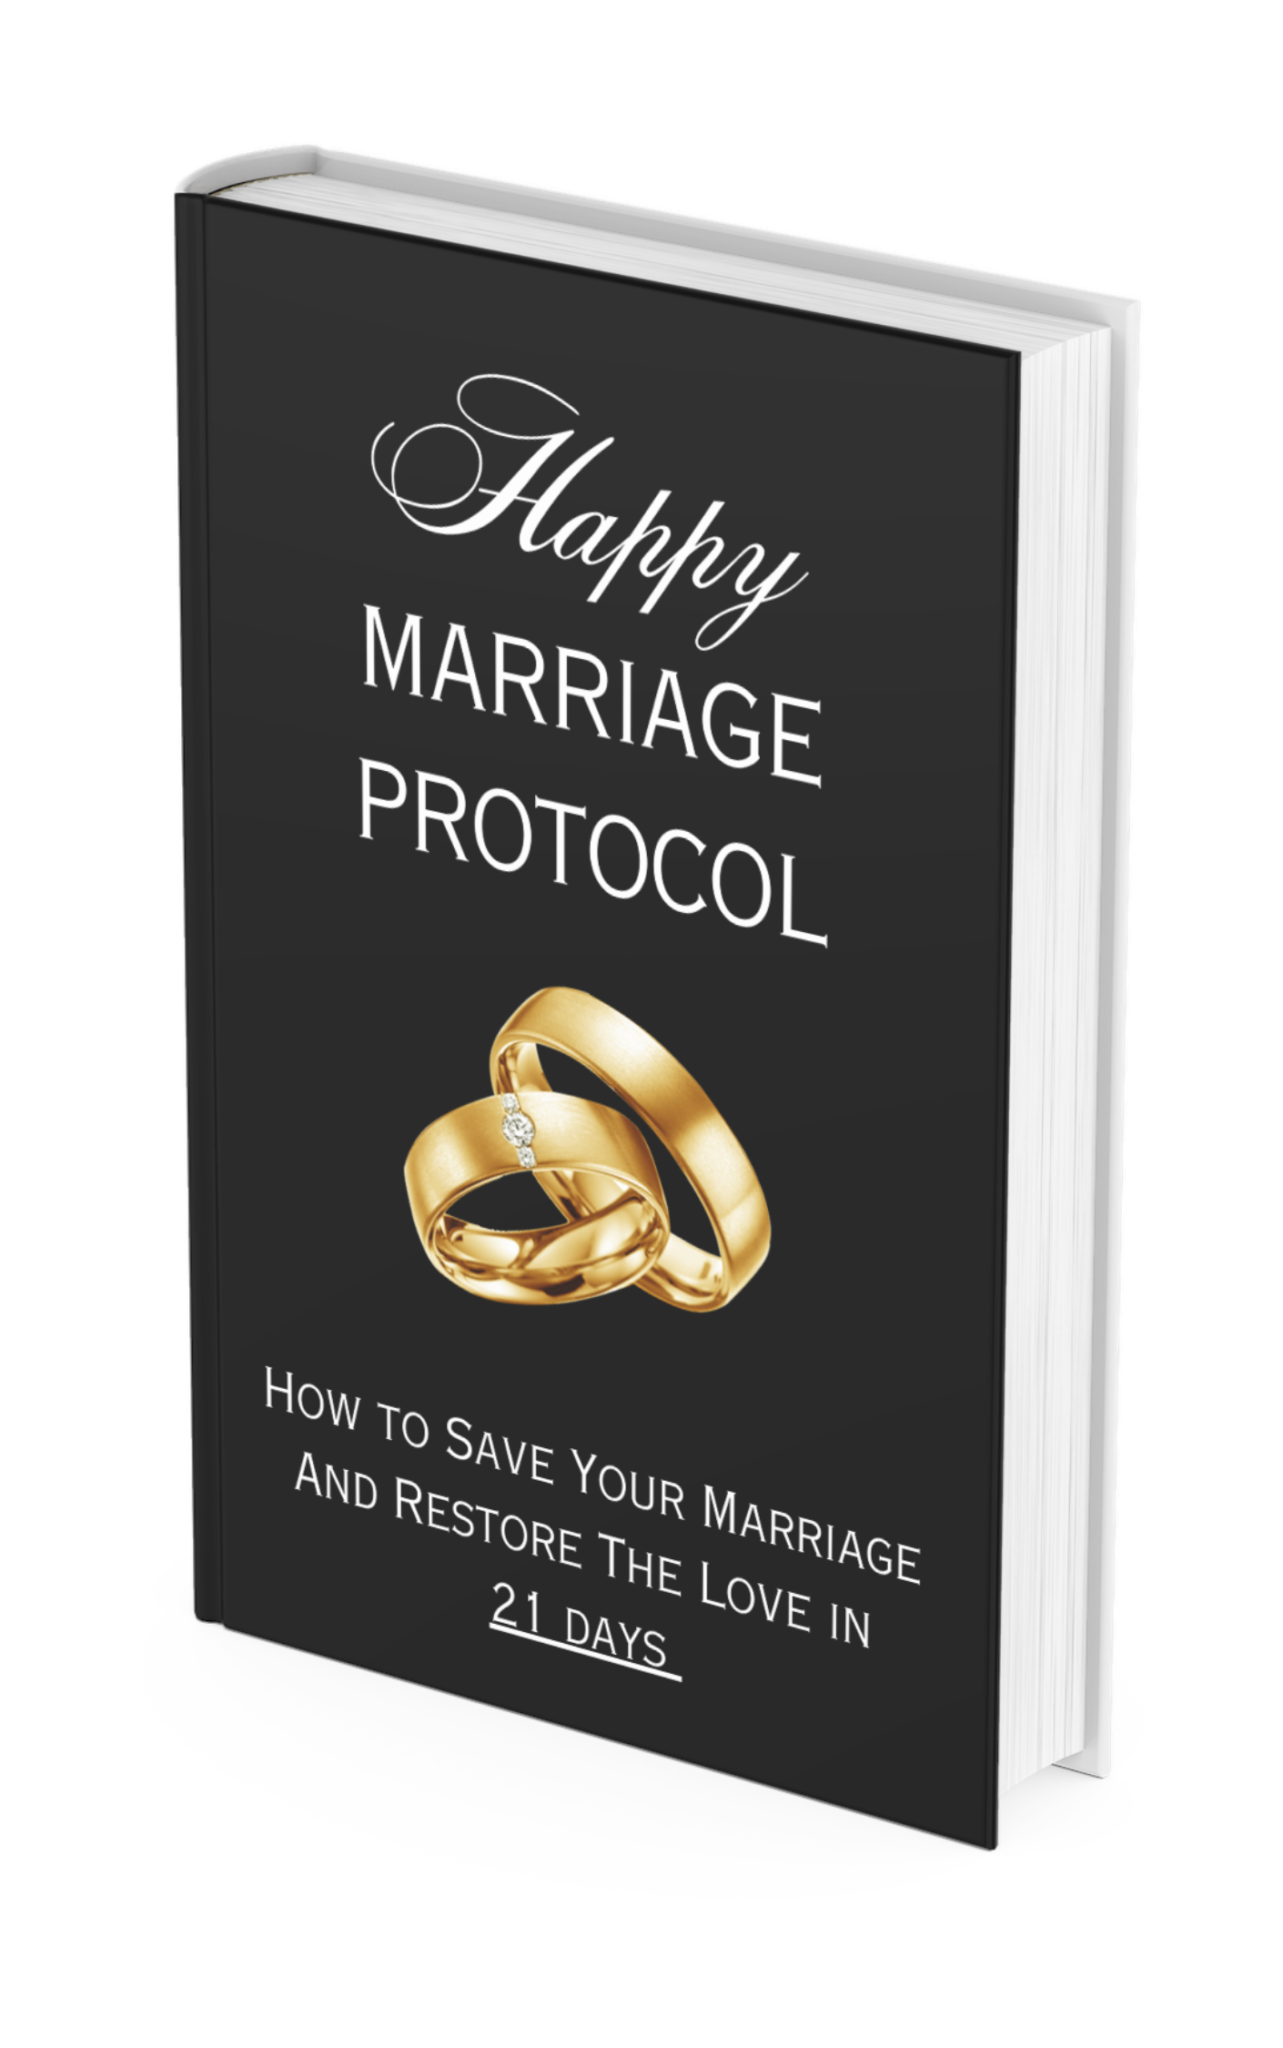 Happy
MARRIAGE
PROTOCOL
HOW TO SAVE YOUR MARRIAGE
AND RESTORE THE LOVE IN
21 DAYS